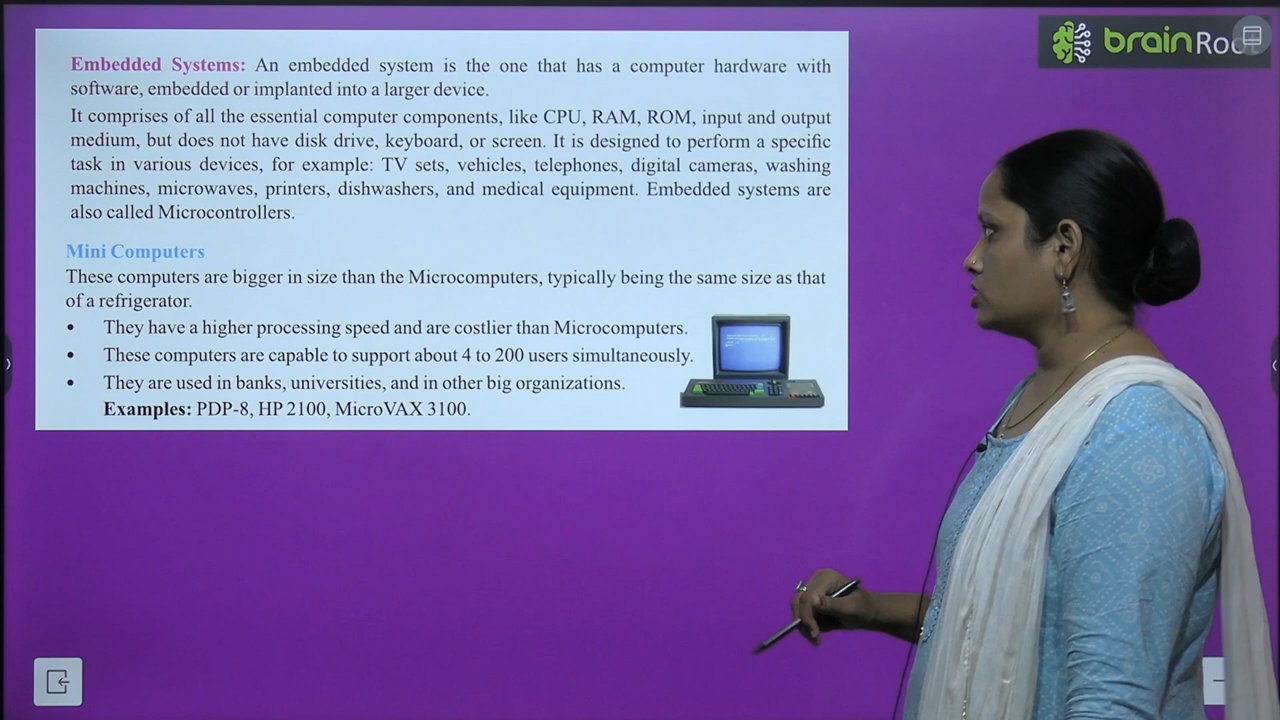 brainRoot
Embedded Systems: An embedded system is the one that has a computer hardware with
software, embedded or implanted into a larger device.
It comprises of all the essential computer components, like CPU, RAM, ROM, input and output
medium, but does not have disk drive, keyboard, or screen. It is designed to perform a specific
task in various devices, for example: TV sets, vehicles, telephones, digital cameras, washing
machines, microwaves, printers, dishwashers, and medical equipment. Embedded systems are
also called Microcontrollers.
Mini Computers
These computers are bigger in size than the Microcomputers, typically being the same size as that
of a refrigerator.
• They have a higher processing speed and are costlier than Microcomputers.
• These computers are capable to support about 4 to 200 users simultaneously.
• They are used in banks, universities, and in other big organizations.
Examples: PDP-8, HP 2100, MicroVAX 3100.